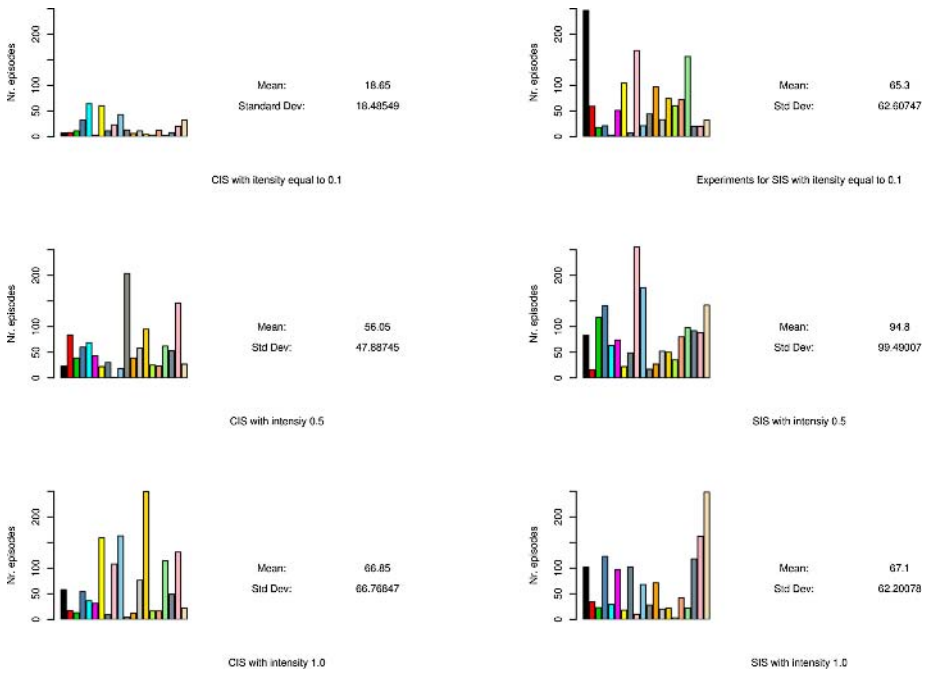 Nr. episodes
200
100
50
0
Mean: 18.65
Standard Dev: 18.48549
CIS with itensity equal to 0.1
Nr. episodes
200
100
50
0
Mean: 65.3
Std Dev: 62.60747
Experiments for SIS with itensity equal to 0.1
Nr. episodes
200
100
50
0
Mean: 56.05
Std Dev: 47.88745
CIS with intensiy 0.5
Nr. episodes
200
100
50
0
Mean: 94.8
Std Dev: 99.49007
SIS with intensiy 0.5
Nr. episodes
200
100
50
0
Mean: 66.85
Std Dev: 66.76847
CIS with intensity 1.0
Nr. episodes
200
100
50
0
Mean: 67.1
Std Dev: 62.20078
SIS with intensity 1.0